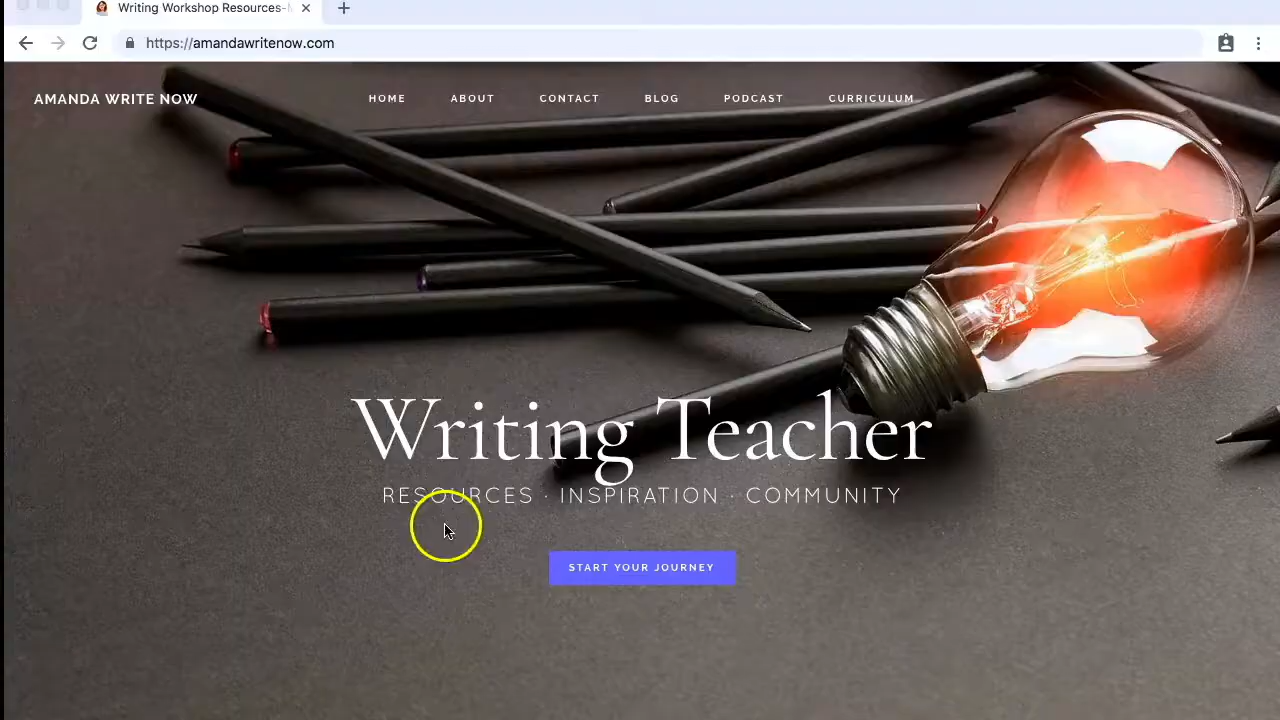 Writing Workshop Resources-
https://amandawritenow.com
AMANDA WRITE NOW
HOME
ABOUT
CONTACT
BLOG
PODCAST
CURRICULUM
Writing Teacher
RESOURCES · INSPIRATION · COMMUNITY
START YOUR JOURNEY